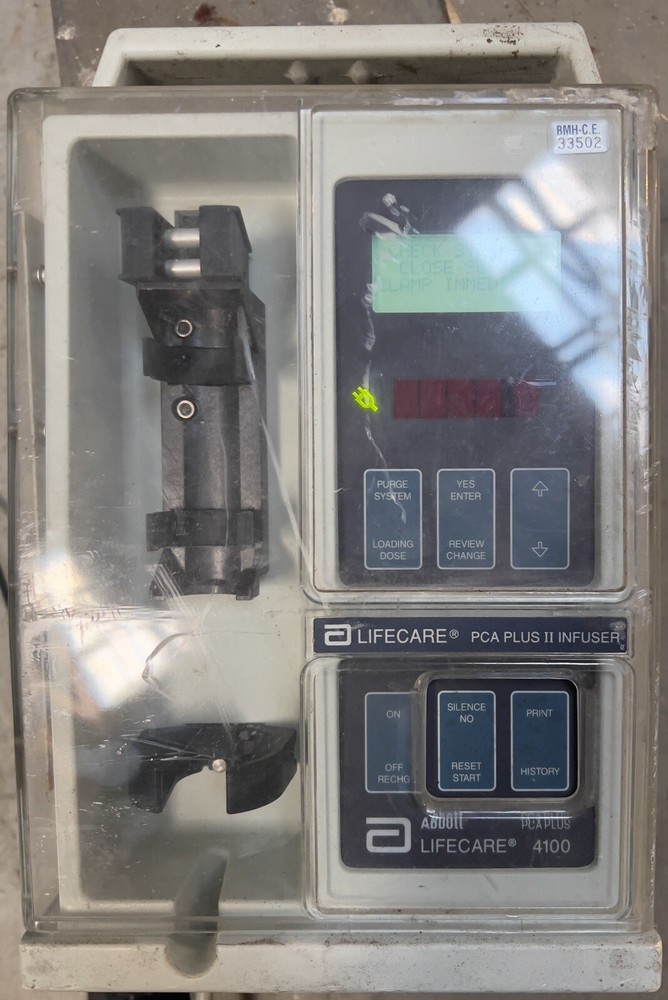 BMH-C.E.
33502
CLOSE
CLAMP
PURGE
SYSTEM
LOADING
DOSE
YES
ENTER
REVIEW
CHANGE
LIFECARE® PCA PLUS II INFUSER
ON
OFF
RECHG
SILENCE
NO
RESET
START
PRINT
HISTORY
Abbott PCA PLUS
LIFECARE® 4100